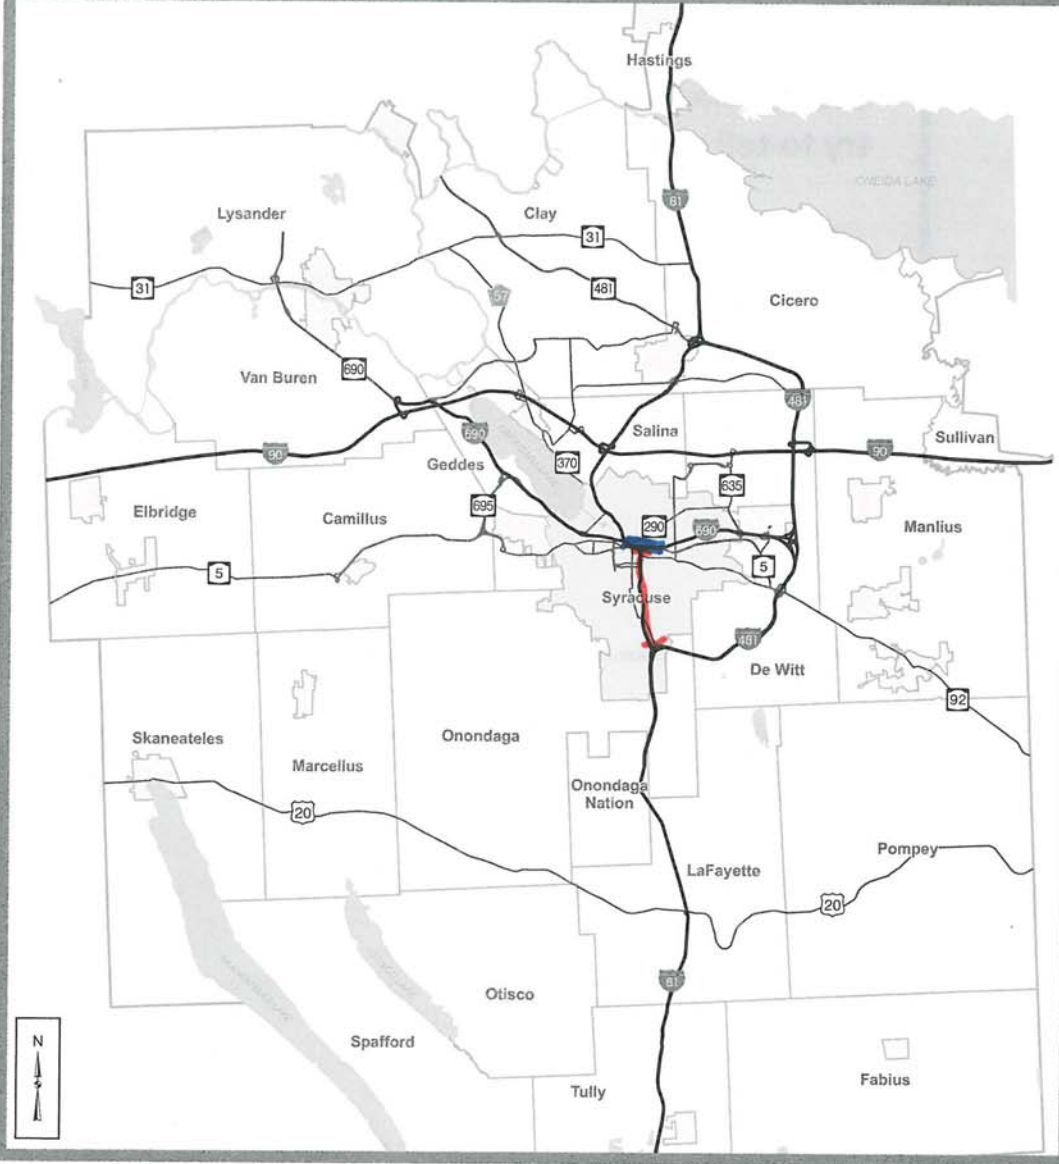 Hastings
ONEIDA LAKE
81
Lysander
Clay
31
31
481
57
Cicero
Van Buren
690
481
Salina
Sullivan
690
90
90
Geddes
370
635
695
Elbridge
Camillus
290
690
Manlius
5
5
Syracuse
481
De Witt
92
Skaneateles
Onondaga
Marcellus
Onondaga
Nation
20
Pompey
LaFayette
20
81
Otisco
N
Spafford
Tully
Fabius